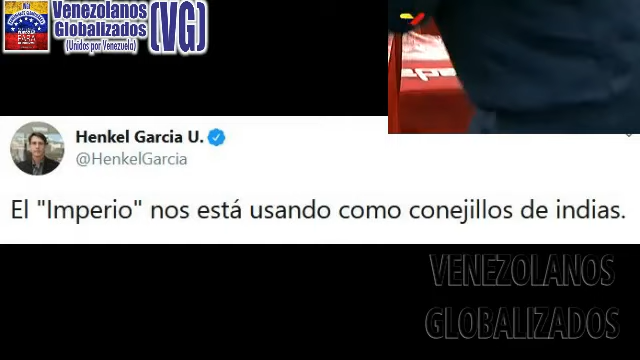 Venezolanos
Globalizados
(Unidos por Venezuela)
(VG)
Henkel Garcia U.
@HenkelGarcia
El "Imperio" nos está usando como conejillos de indias.
VENEZOLANOS
GLOBALIZADOS